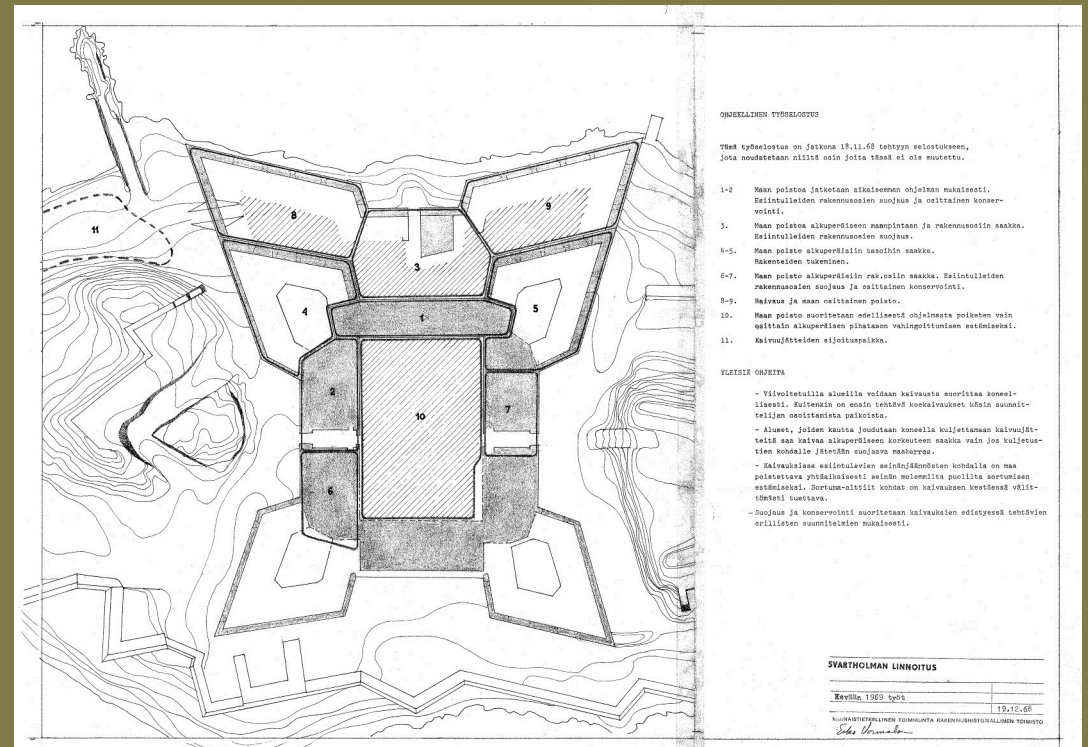 11
8
9
3
4
5
1
2
7
10
6
OHJEELLINEN TYÖSELOSTUS
Tämä työselostus on jatkona 18.11.68 tehtyyn selostukseen,
jota noudatetaan niiltä osin joita tässä ei ole muutettu.
1-2 Maan poistoa jatketaan aikaisemman ohjelman mukaisesti.
Esiintulleiden rakennusosien suojaus ja osittainen konser-
vointi.
3. Maan poistoa alkuperäiseen maanpintaan ja rakennusosiin saakka.
Esiintulleiden rakennusosien suojaus.
4-5. Maan poisto alkuperäisiin tasoihin saakka.
Rakenteiden tukeminen.
6-7. Maan poisto alkuperäisiin rak.osiin saakka. Esiintulleiden
rakennusosien suojaus ja osittainen konservointi.
8-9. Raivaus ja maan osittainen poisto.
10. Maan poisto suoritetaan edellisestä ohjelmasta poiketen vain
osittain alkuperäisen pihatason vahingoittumisen estämiseksi.
11. Kaivuujätteiden sijoituspaikka.
YLEISIÄ OHJEITA
- Viivoitetuilla alueilla voidaan kaivausta suorittaa koneel-
lisesti. Kuitenkin on ensin tehtävä koekaivaukset käsin suunnit-
telijan osoittamista paikoista.
- Alueet, joiden kautta joudutaan koneella kuljettamaan kaivuujät-
teitä saa kaivaa alkuperäiseen korkeuteen saakka vain jos kuljetus-
tien kohdalle jätetään suojaava maakerros.
- Kaivauksissa esiintulevien seinänjäännösten kohdalla on maa
poistettava yhtäaikaisesti seinän molemmilta puolilta sortumisen
estämiseksi. Sortuma-alttiit kohdat on kaivauksen kestäessä välit-
tömästi tuettava.
- Suojaus ja konservointi suoritetaan kaivauksien edistyessä tehtävien
erillisten suunnitelmien mukaisesti.
SVARTHOLMAN LINNOITUS
Kevään 1969 työt
19.12.68
MUINAISTIETEELLINEN TOIMIKUNTA RAKENNUSHISTORIALLINEN TOIMISTO